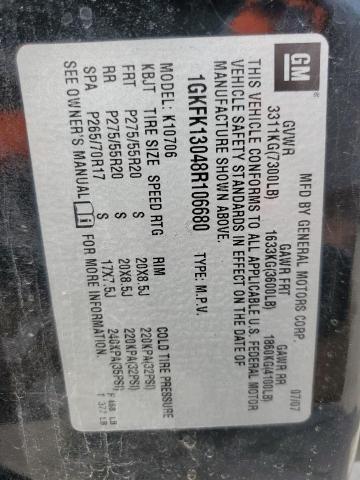 GM
MFD BY GENERAL MOTORS CORP. 07/07
GVWR GAWR FRT GAWR RR
3311KG(7300LB) 1633KG(3600LB) 1860KG(4100LB)
THIS VEHICLE CONFORMS TO ALL APPLICABLE U.S. FEDERAL MOTOR
VEHICLE SAFETY STANDARDS IN EFFECT ON THE DATE OF
MANUFACTURE SHOWN ABOVE.
1GKFK13048R106680 TYPE: M.P.V.
MODEL: K10706
KBJT TIRE SIZE SPEED RTG RIM COLD TIRE PRESSURE
FRT P275/55R20 S 20X8.5J 220KPA(32PSI)
RR P275/55R20 S 20X8.5J 220KPA(32PSI)
SPA P265/70R17 S 17X7.5J 240KPA(35PSI)
SEE OWNER'S MANUAL FOR MORE INFORMATION